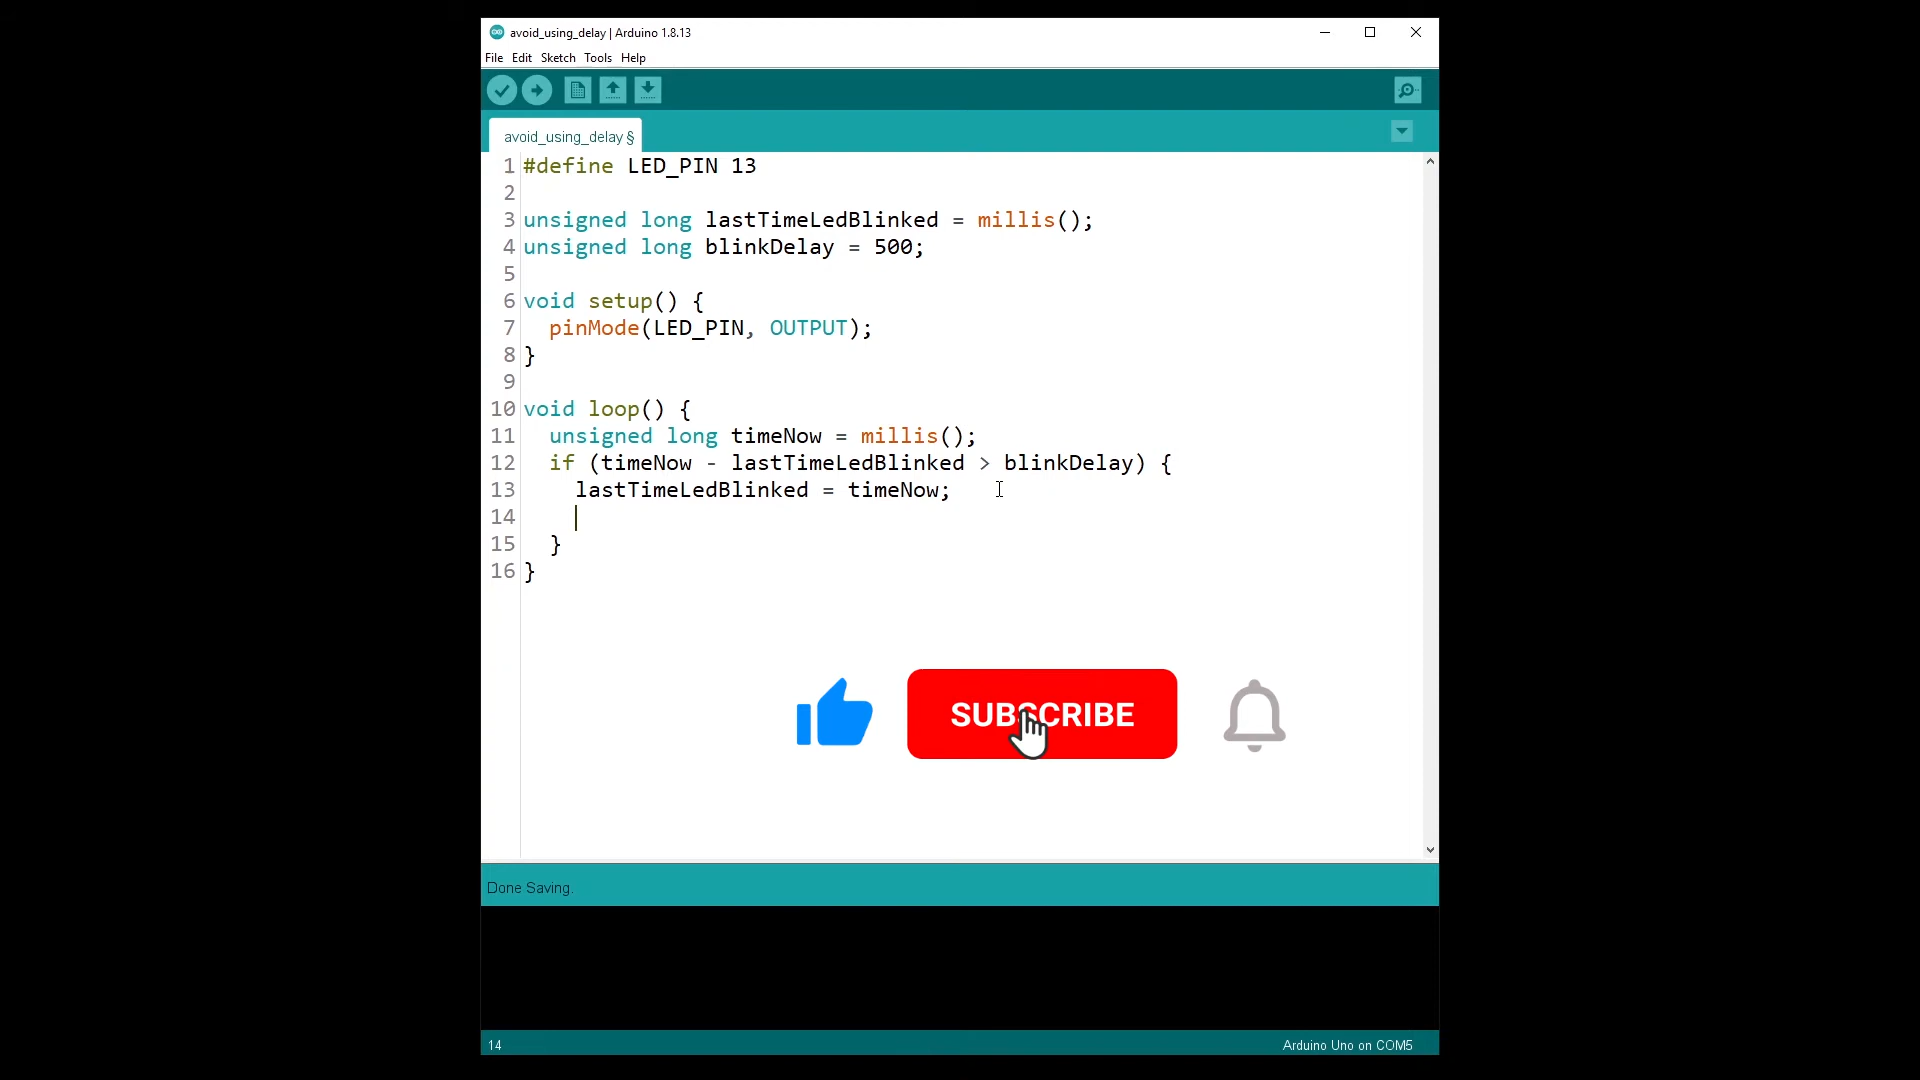 avoid_using_delay | Arduino 1.8.13
File Edit Sketch Tools Help
avoid_using_delay §
1 #define LED_PIN 13
2
3 unsigned long lastTimeLedBlinked = millis();
4 unsigned long blinkDelay = 500;
5
6 void setup() {
7   pinMode(LED_PIN, OUTPUT);
8 }
9
10 void loop() {
11   unsigned long timeNow = millis();
12   if (timeNow - lastTimeLedBlinked > blinkDelay) {
13     lastTimeLedBlinked = timeNow;
14
15   }
16 }
SUBSCRIBE
Done Saving.
14 Arduino Uno on COM5